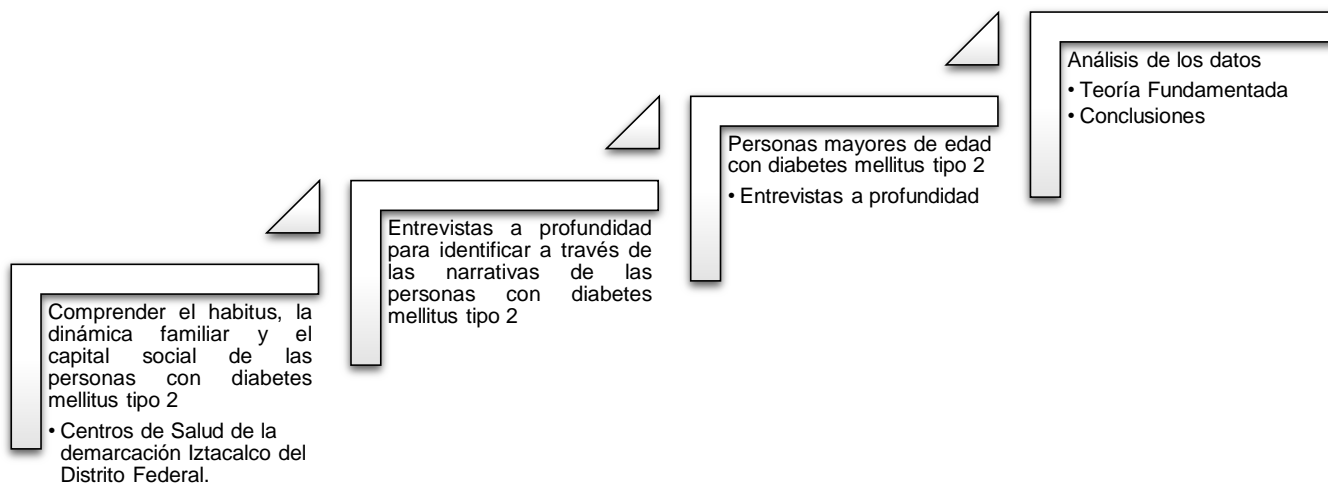 Comprender el habitus, la
dinámica familiar y el
capital social de las
personas con diabetes
mellitus tipo 2
• Centros de Salud de la
demarcación Iztacalco del
Distrito Federal.
Entrevistas a profundidad
para identificar a través de
las narrativas de las
personas con diabetes
mellitus tipo 2
Personas mayores de edad
con diabetes mellitus tipo 2
• Entrevistas a profundidad
Análisis de los datos
• Teoría Fundamentada
• Conclusiones